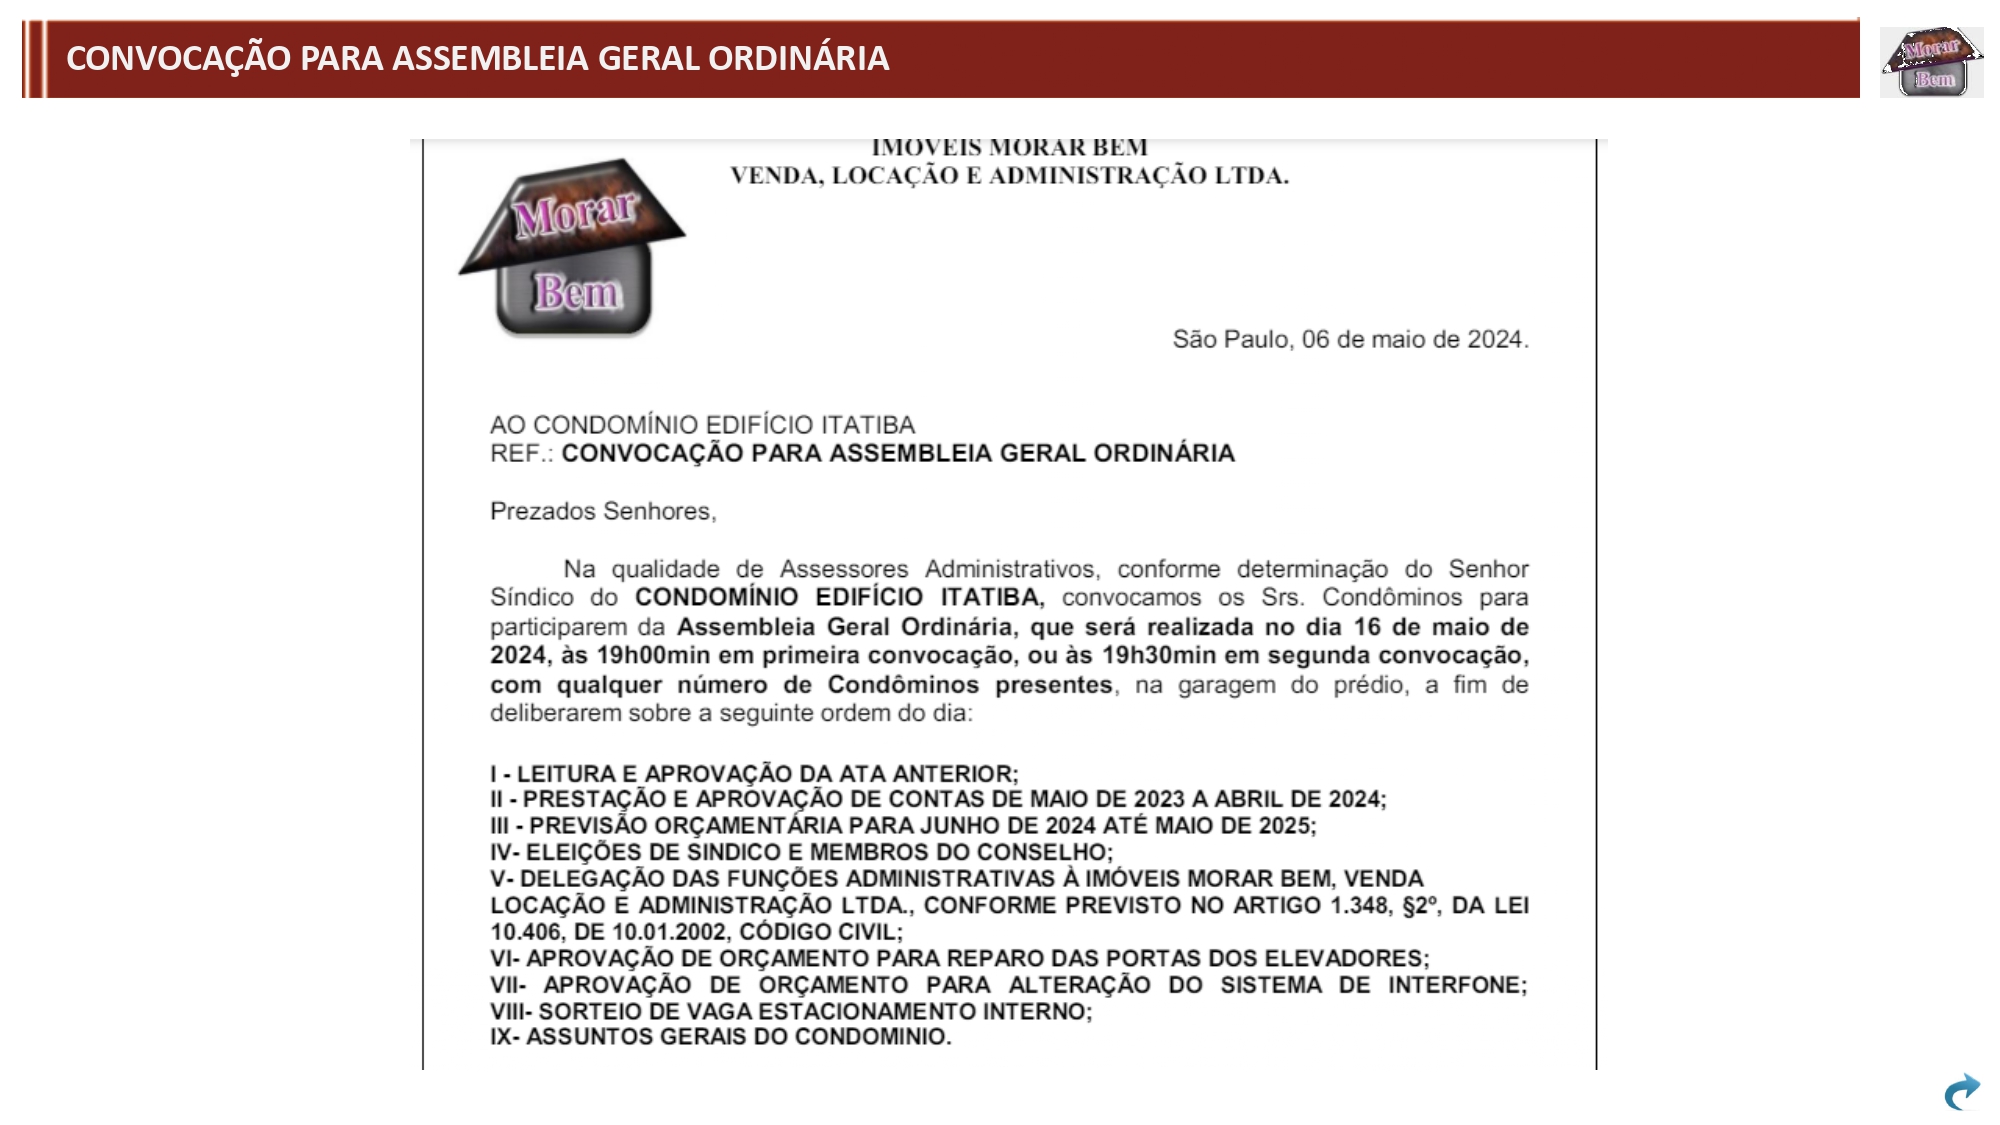 CONVOCAÇÃO PARA ASSEMBLEIA GERAL ORDINÁRIA
Morar
Bem
IMÓVEIS MORAR BEM
VENDA, LOCAÇÃO E ADMINISTRAÇÃO LTDA.
Morar
Bem
São Paulo, 06 de maio de 2024.
AO CONDOMÍNIO EDIFÍCIO ITATIBA
REF.: CONVOCAÇÃO PARA ASSEMBLEIA GERAL ORDINÁRIA
Prezados Senhores,
Na qualidade de Assessores Administrativos, conforme determinação do Senhor
Síndico do CONDOMÍNIO EDIFÍCIO ITATIBA, convocamos os Srs. Condôminos para
participarem da Assembleia Geral Ordinária, que será realizada no dia 16 de maio de
2024, às 19h00min em primeira convocação, ou às 19h30min em segunda convocação,
com qualquer número de Condôminos presentes, na garagem do prédio, a fim de
deliberarem sobre a seguinte ordem do dia:
I - LEITURA E APROVAÇÃO DA ATA ANTERIOR;
II - PRESTAÇÃO E APROVAÇÃO DE CONTAS DE MAIO DE 2023 A ABRIL DE 2024;
III - PREVISÃO ORÇAMENTÁRIA PARA JUNHO DE 2024 ATÉ MAIO DE 2025;
IV- ELEIÇÕES DE SINDICO E MEMBROS DO CONSELHO;
V- DELEGAÇÃO DAS FUNÇÕES ADMINISTRATIVAS À IMÓVEIS MORAR BEM, VENDA
LOCAÇÃO E ADMINISTRAÇÃO LTDA., CONFORME PREVISTO NO ARTIGO 1.348, §2º, DA LEI
10.406, DE 10.01.2002, CÓDIGO CIVIL;
VI- APROVAÇÃO DE ORÇAMENTO PARA REPARO DAS PORTAS DOS ELEVADORES;
VII- APROVAÇÃO DE ORÇAMENTO PARA ALTERAÇÃO DO SISTEMA DE INTERFONE;
VIII- SORTEIO DE VAGA ESTACIONAMENTO INTERNO;
IX- ASSUNTOS GERAIS DO CONDOMINIO.